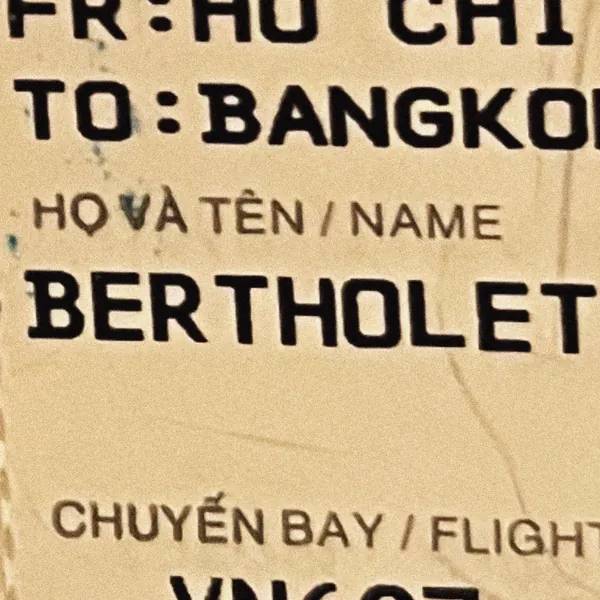 FR:HO CHI
TO:BANGKO
HỌ VÀ TÊN / NAME
BERTHOLET
CHUYẾN BAY / FLIGHT